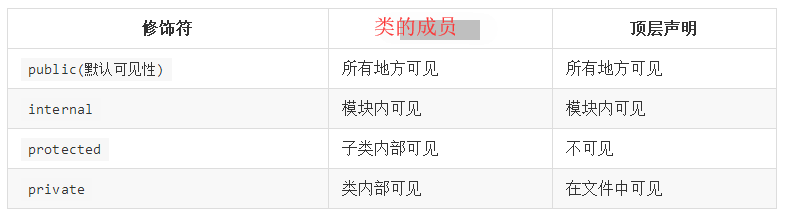 修饰符 类的成员 顶层声明
public(默认可见性) 所有地方可见 所有地方可见
internal 模块内可见 模块内可见
protected 子类内部可见 不可见
private 类内部可见 在文件中可见